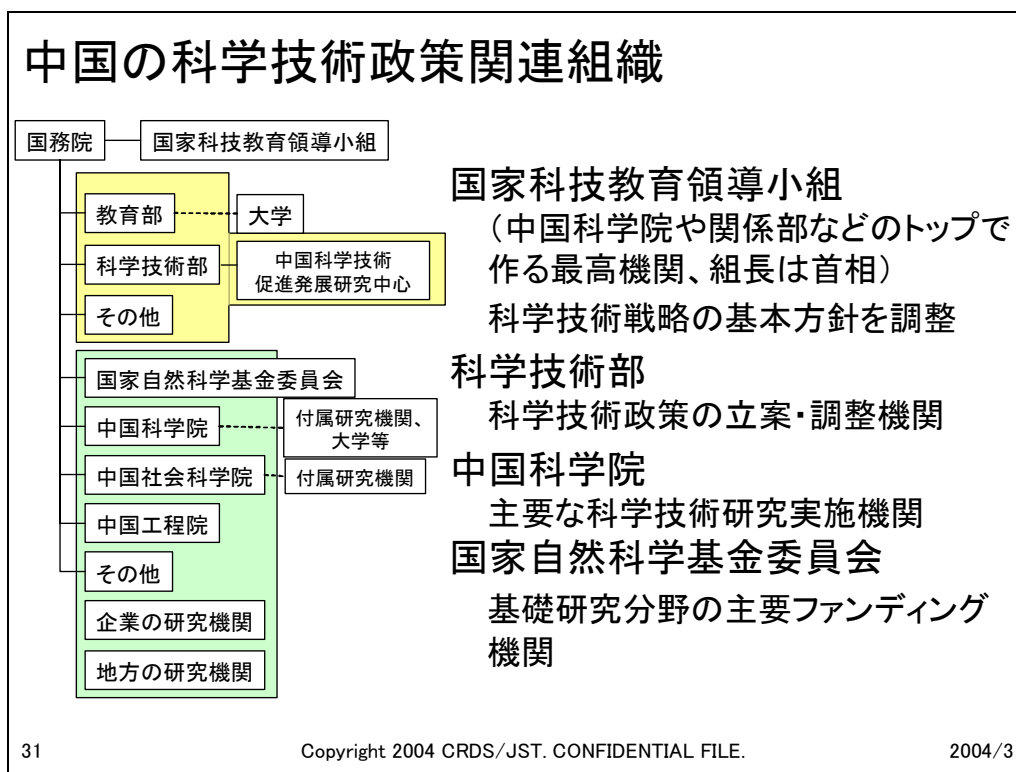 中国の科学技術政策関連組織
国務院
国家科技教育領導小組
教育部
大学
科学技術部
中国科学技術
促進発展研究中心
その他
国家自然科学基金委員会
中国科学院
付属研究機関、
大学等
中国社会科学院
付属研究機関
中国工程院
その他
企業の研究機関
地方の研究機関
国家科技教育領導小組
(中国科学院や関係部などのトップで
作る最高機関、組長は首相)
科学技術戦略の基本方針を調整
科学技術部
科学技術政策の立案・調整機関
中国科学院
主要な科学技術研究実施機関
国家自然科学基金委員会
基礎研究分野の主要ファンディング
機関
31
Copyright 2004 CRDS/JST. CONFIDENTIAL FILE.
2004/3